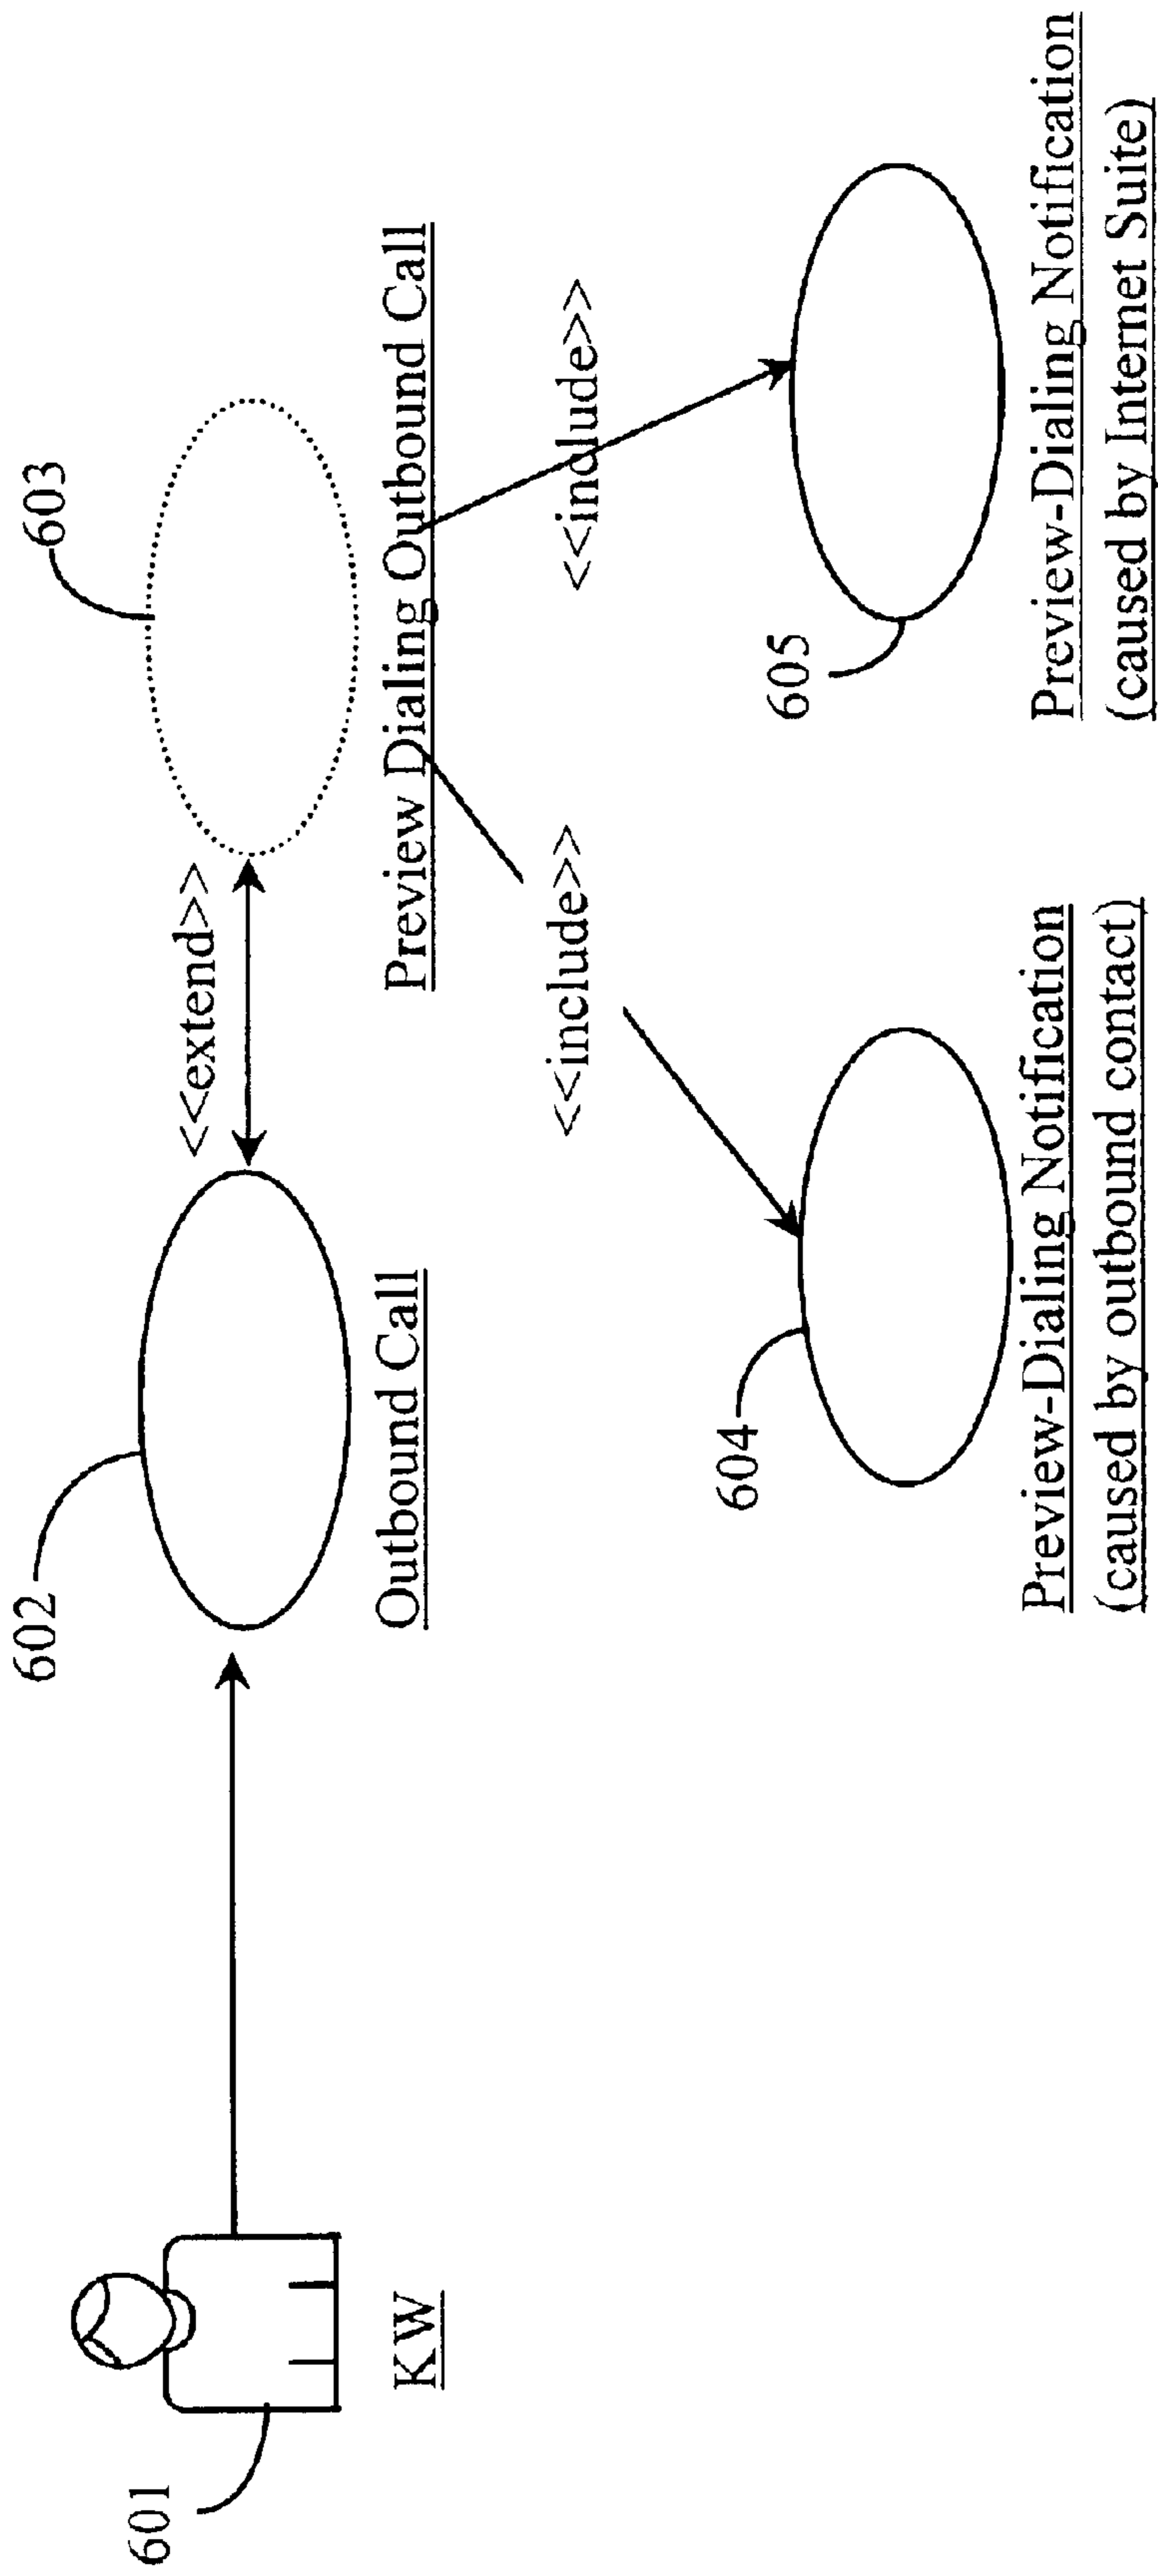 601
KW
602
Outbound Call
<<extend>>
603
Preview Dialing Outbound Call
<<include>>
<<include>>
604
Preview-Dialing Notification
(caused by outbound contact)
605
Preview-Dialing Notification
(caused by Internet Suite)